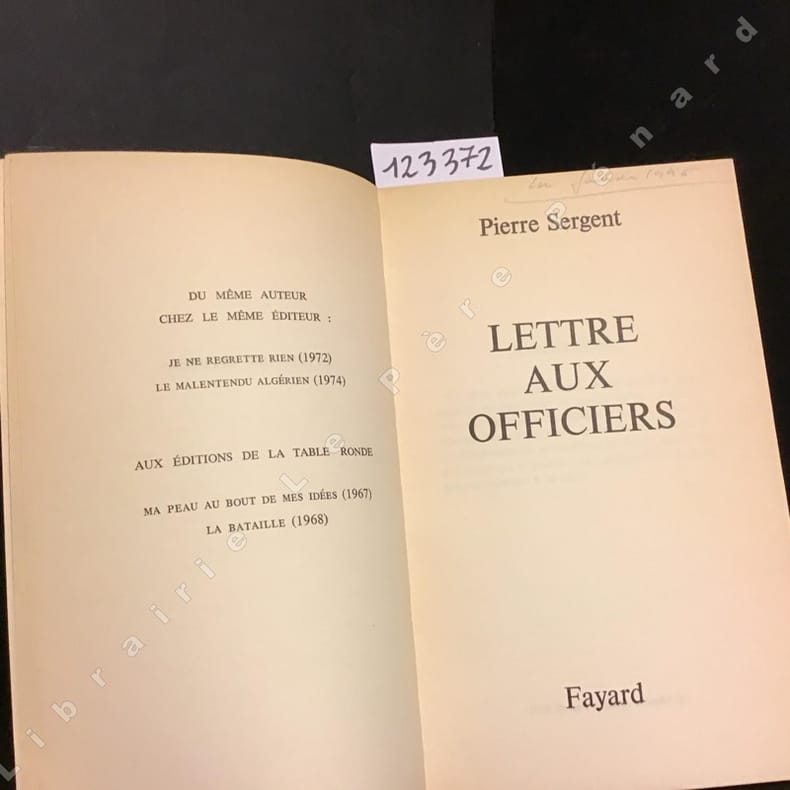 DU MÊME AUTEUR
CHEZ LE MÊME ÉDITEUR :
JE NE REGRETTE RIEN (1972)
LE MALENTENDU ALGÉRIEN (1974)
AUX ÉDITIONS DE LA TABLE RONDE
MA PEAU AU BOUT DE MES IDÉES (1967)
LA BATAILLE (1968)
123372
Pierre Sergent
LETTRE
AUX
OFFICIERS
Fayard
Librairie Le Père Pénard